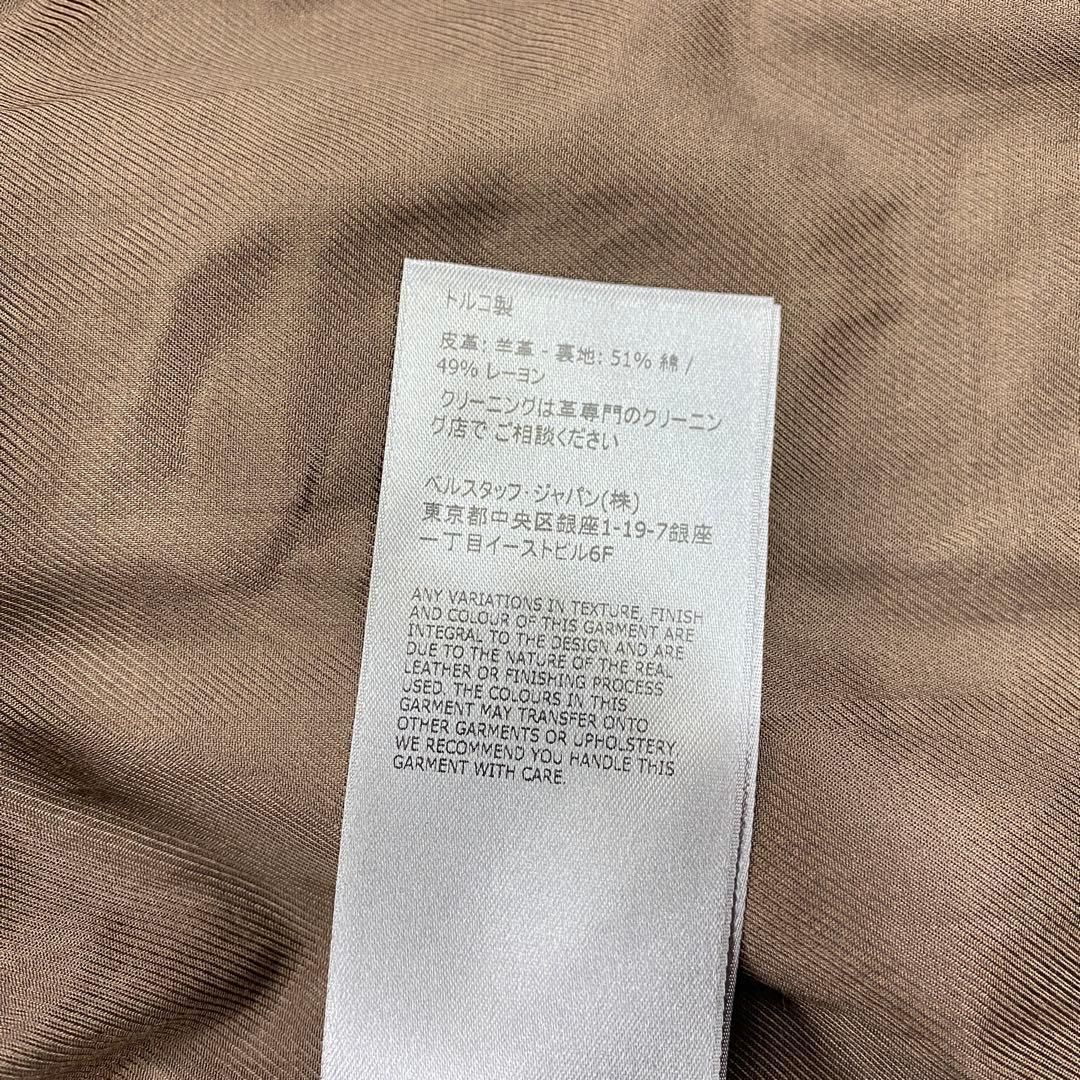 トルコ製
皮革: 羊革 - 裏地: 51% 綿 /
49% レーヨン
クリーニングは革専門のクリーニン
グ店で ご相談ください
ベルスタッフ・ジャパン(株)
東京都中央区銀座1-19-7銀座
一丁目イーストビル6F
ANY VARIATIONS IN TEXTURE, FINISH
AND COLOUR OF THIS GARMENT ARE
INTEGRAL TO THE DESIGN AND ARE
DUE TO THE NATURE OF THE REAL
LEATHER OR FINISHING PROCESS
USED. THE COLOURS IN THIS
GARMENT MAY TRANSFER ONTO
OTHER GARMENTS OR UPHOLSTERY.
WE RECOMMEND YOU HANDLE THIS
GARMENT WITH CARE.